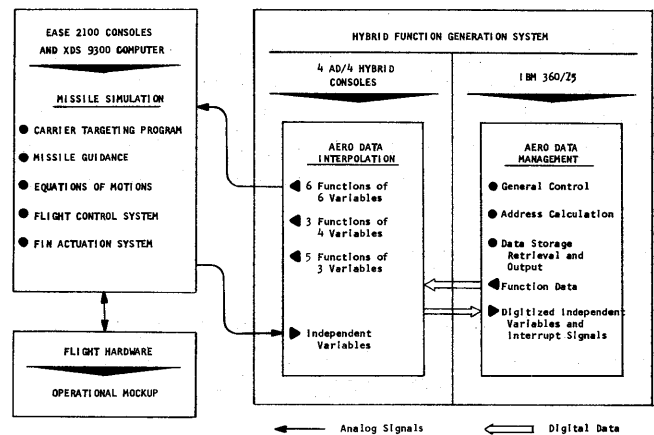 EASE 2100 CONSOLES
AND XDS 9300 COMPUTER
MISSILE SIMULATION
CARRIER TARGETING PROGRAM
MISSILE GUIDANCE
EQUATIONS OF MOTIONS
FLIGHT CONTROL SYSTEM
FIN ACTUATION SYSTEM
FLIGHT HARDWARE
OPERATIONAL MOCKUP
HYBRID FUNCTION GENERATION SYSTEM
4 AD/4 HYBRID
CONSOLES
AERO DATA
INTERPOLATION
6 Functions of
6 Variables
3 Functions of
4 Variables
5 Functions of
3 Variables
Independent
Variables
IBM 360/25
AERO DATA
MANAGEMENT
General Control
Address Calculation
Data Storage
Retrieval and
Output
Function Data
Digitized Independent
Variables and
Interrupt Signals
Analog Signals
Digital Data